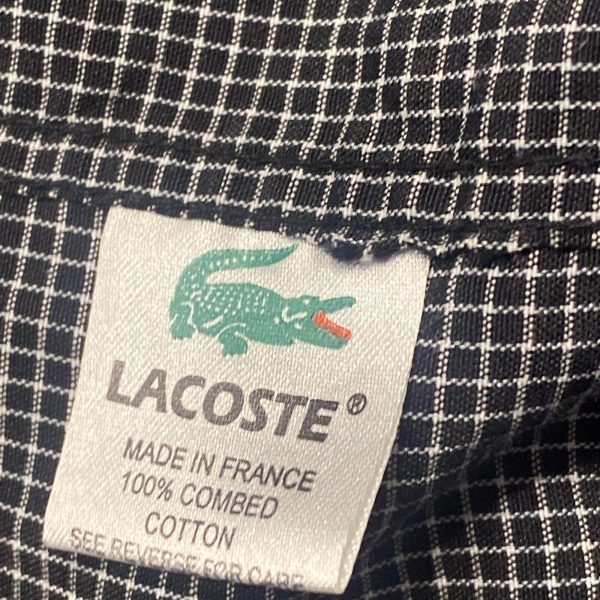 LACOSTE®
MADE IN FRANCE
100% COMBED
COTTON
SEE REVERSE FOR CARE